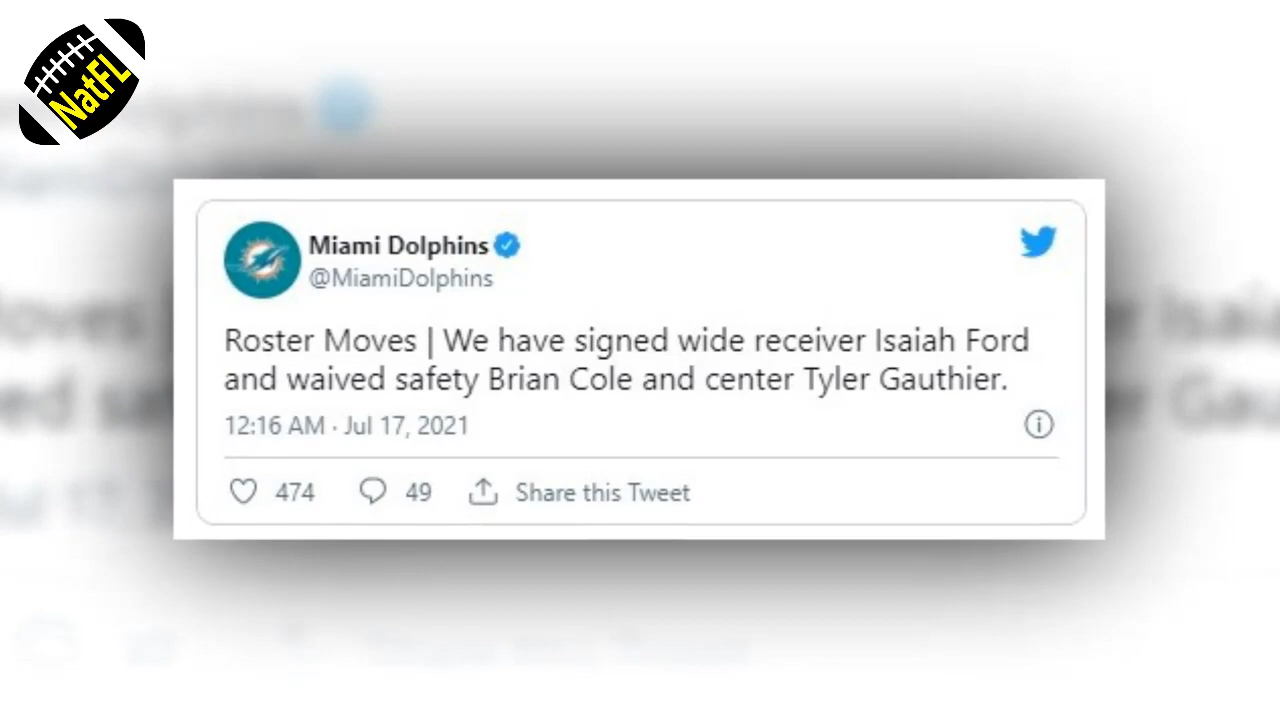 NatFL
Miami Dolphins
@MiamiDolphins
Roster Moves | We have signed wide receiver Isaiah Ford
and waived safety Brian Cole and center Tyler Gauthier.
12:16 AM · Jul 17, 2021
474 49 Share this Tweet